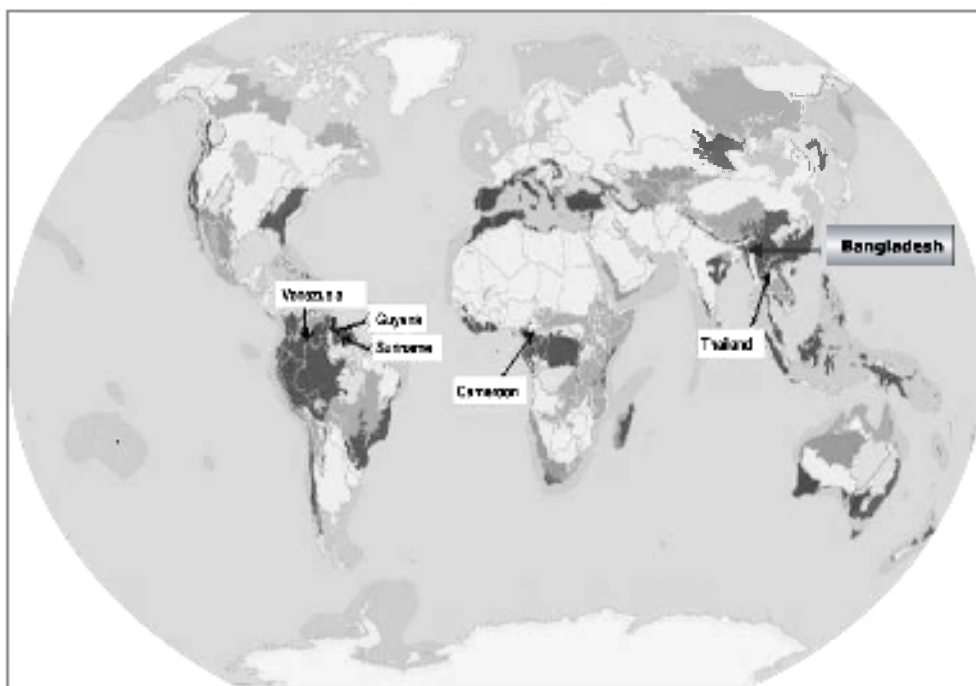 Bangladesh
Venezuela
Guyana
Suriname
Thailand
Cameroon